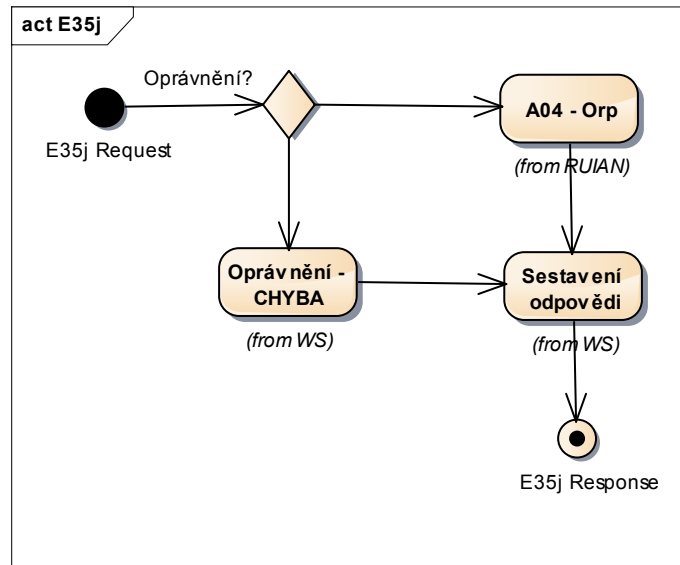 act E35j
Oprávnění?
E35j Request
A04 - Orp
(from RUIAN)
Oprávnění -
CHYBA
(from WS)
Sestavení
odpovědi
(from WS)
E35j Response